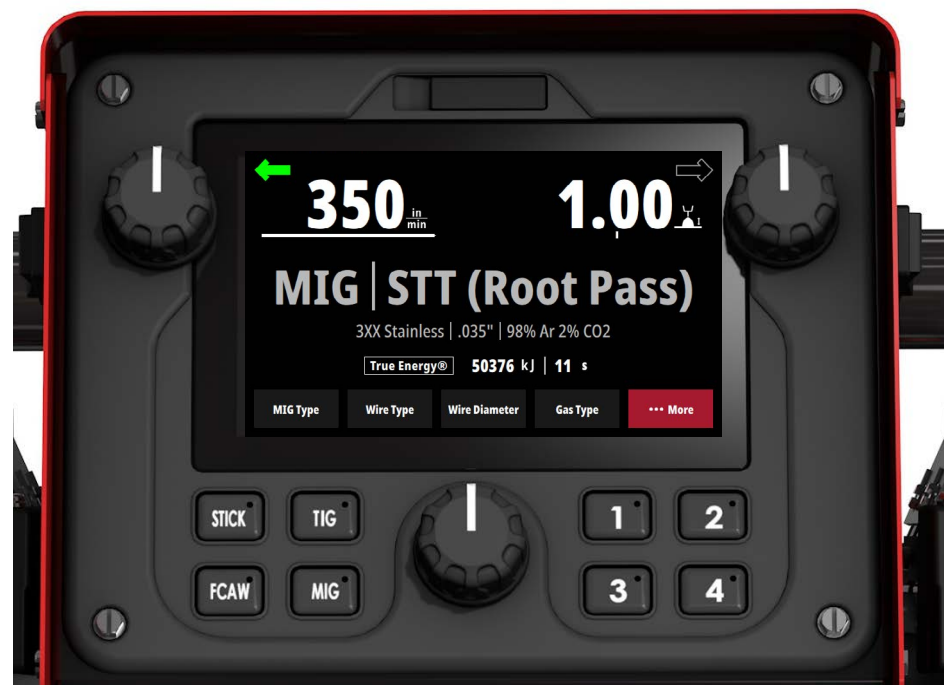 350 in/min
1.00 I
MIG | STT (Root Pass)
3XX Stainless | .035" | 98% Ar 2% CO2
True Energy® 50376 kJ | 11 s
MIG Type Wire Type Wire Diameter Gas Type ••• More
STICK TIG 1 2
FCAW MIG 3 4